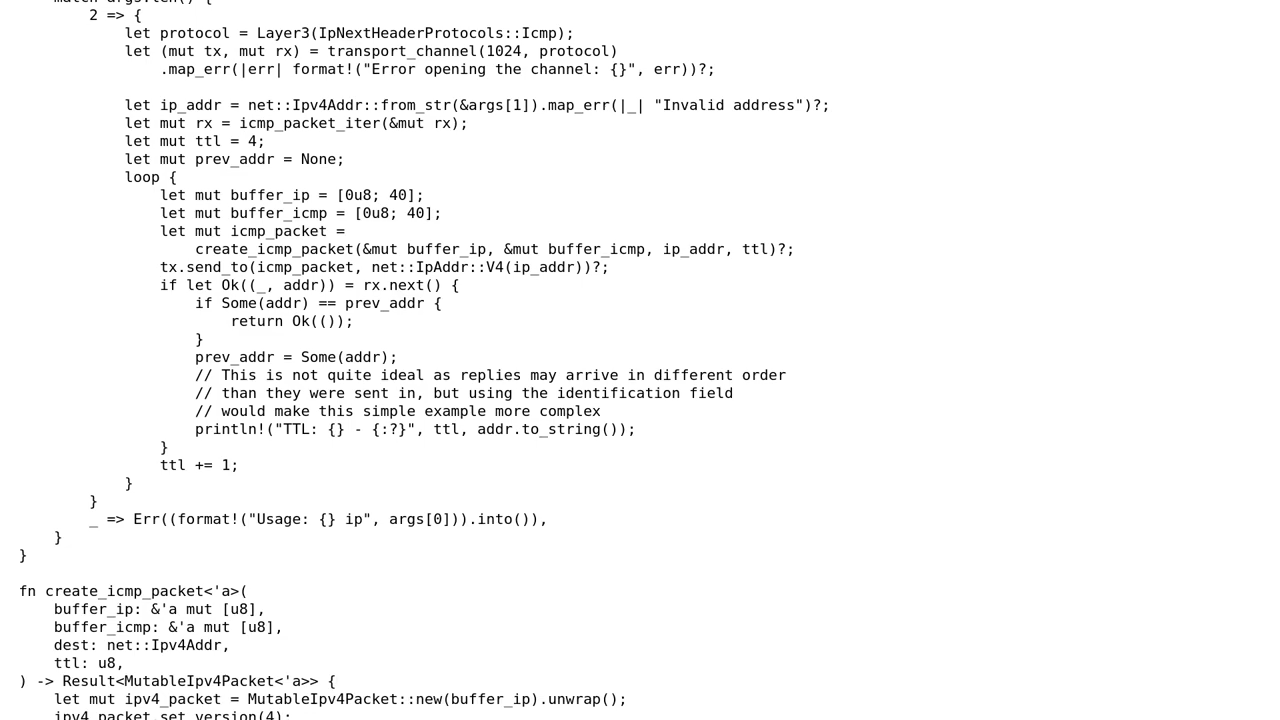 match args.len() {
        2 => {
            let protocol = Layer3(IpNextHeaderProtocols::Icmp);
            let (mut tx, mut rx) = transport_channel(1024, protocol)
                .map_err(|err| format!("Error opening the channel: {}", err))?;

            let ip_addr = net::Ipv4Addr::from_str(&args[1]).map_err(|_| "Invalid address")?;
            let mut rx = icmp_packet_iter(&mut rx);
            let mut ttl = 4;
            let mut prev_addr = None;
            loop {
                let mut buffer_ip = [0u8; 40];
                let mut buffer_icmp = [0u8; 40];
                let mut icmp_packet =
                    create_icmp_packet(&mut buffer_ip, &mut buffer_icmp, ip_addr, ttl)?;
                tx.send_to(icmp_packet, net::IpAddr::V4(ip_addr))?;
                if let Ok((_, addr)) = rx.next() {
                    if Some(addr) == prev_addr {
                        return Ok(());
                    }
                    prev_addr = Some(addr);
                    // This is not quite ideal as replies may arrive in different order
                    // than they were sent in, but using the identification field
                    // would make this simple example more complex
                    println!("TTL: {} - {:?}", ttl, addr.to_string());
                }
                ttl += 1;
            }
        }
        _ => Err((format!("Usage: {} ip", args[0])).into()),
    }
}

fn create_icmp_packet<'a>(
    buffer_ip: &'a mut [u8],
    buffer_icmp: &'a mut [u8],
    dest: net::Ipv4Addr,
    ttl: u8,
) -> Result<MutableIpv4Packet<'a>> {
    let mut ipv4_packet = MutableIpv4Packet::new(buffer_ip).unwrap();
    ipv4_packet.set_version(4);